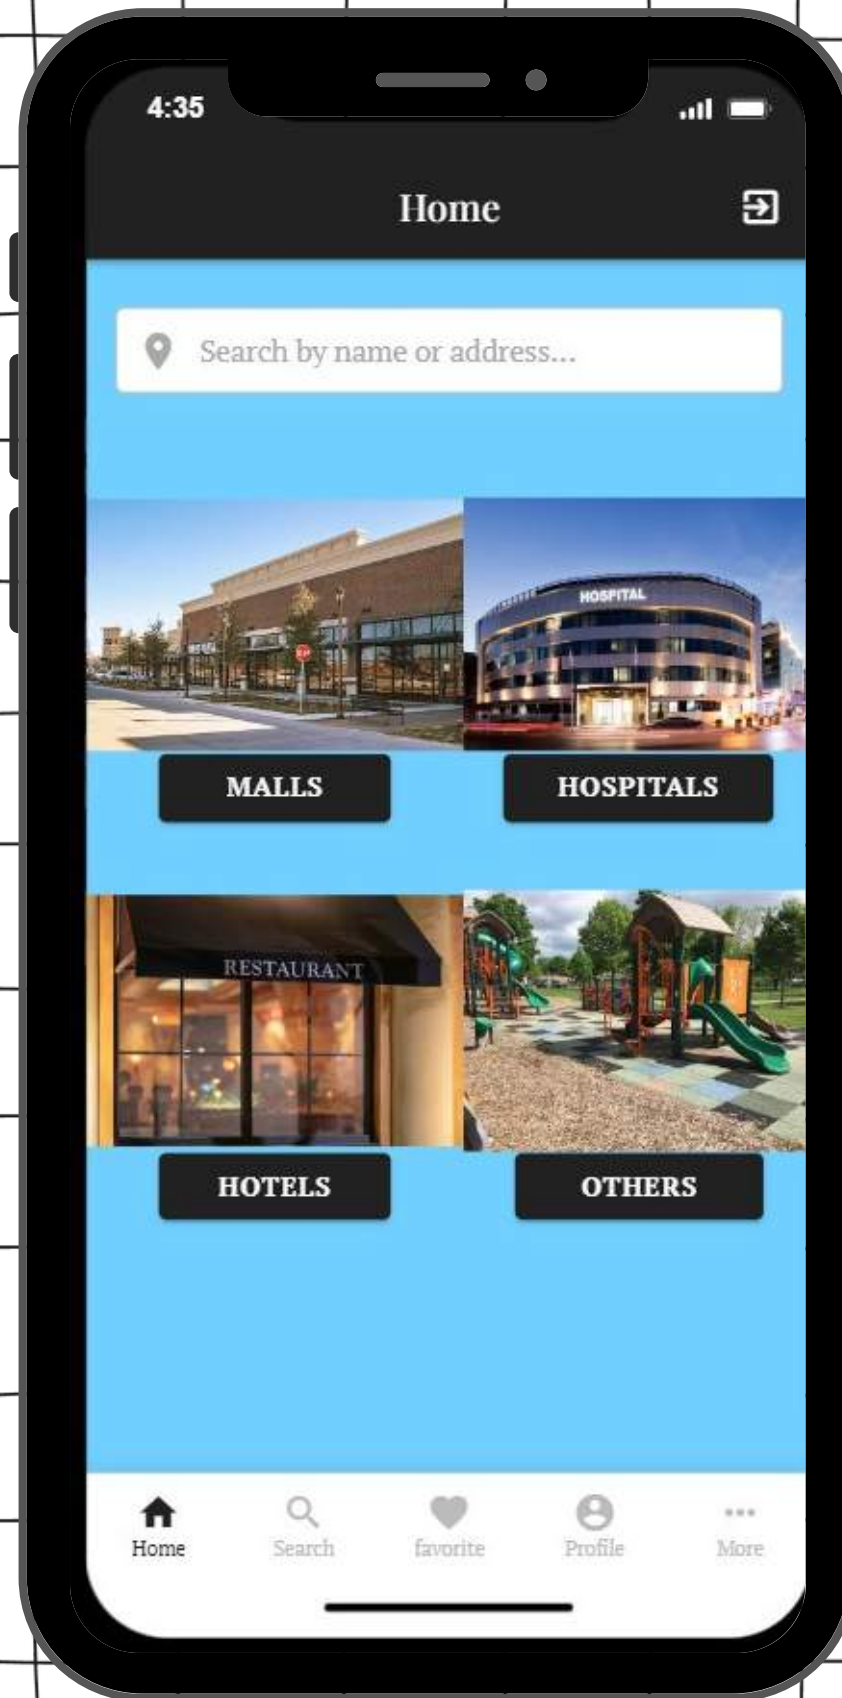 4:35
Home
Search by name or address...
HOSPITAL
MALLS
HOSPITALS
RESTAURANT
HOTELS
OTHERS
Home
Search
favorite
Profile
More